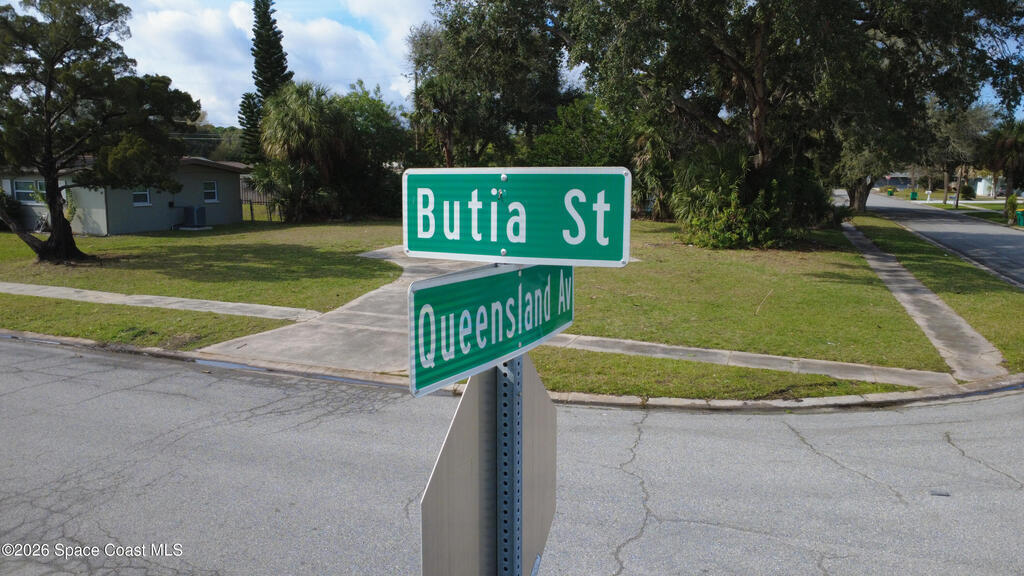 Butia St
Queensland Av
©2026 Space Coast MLS